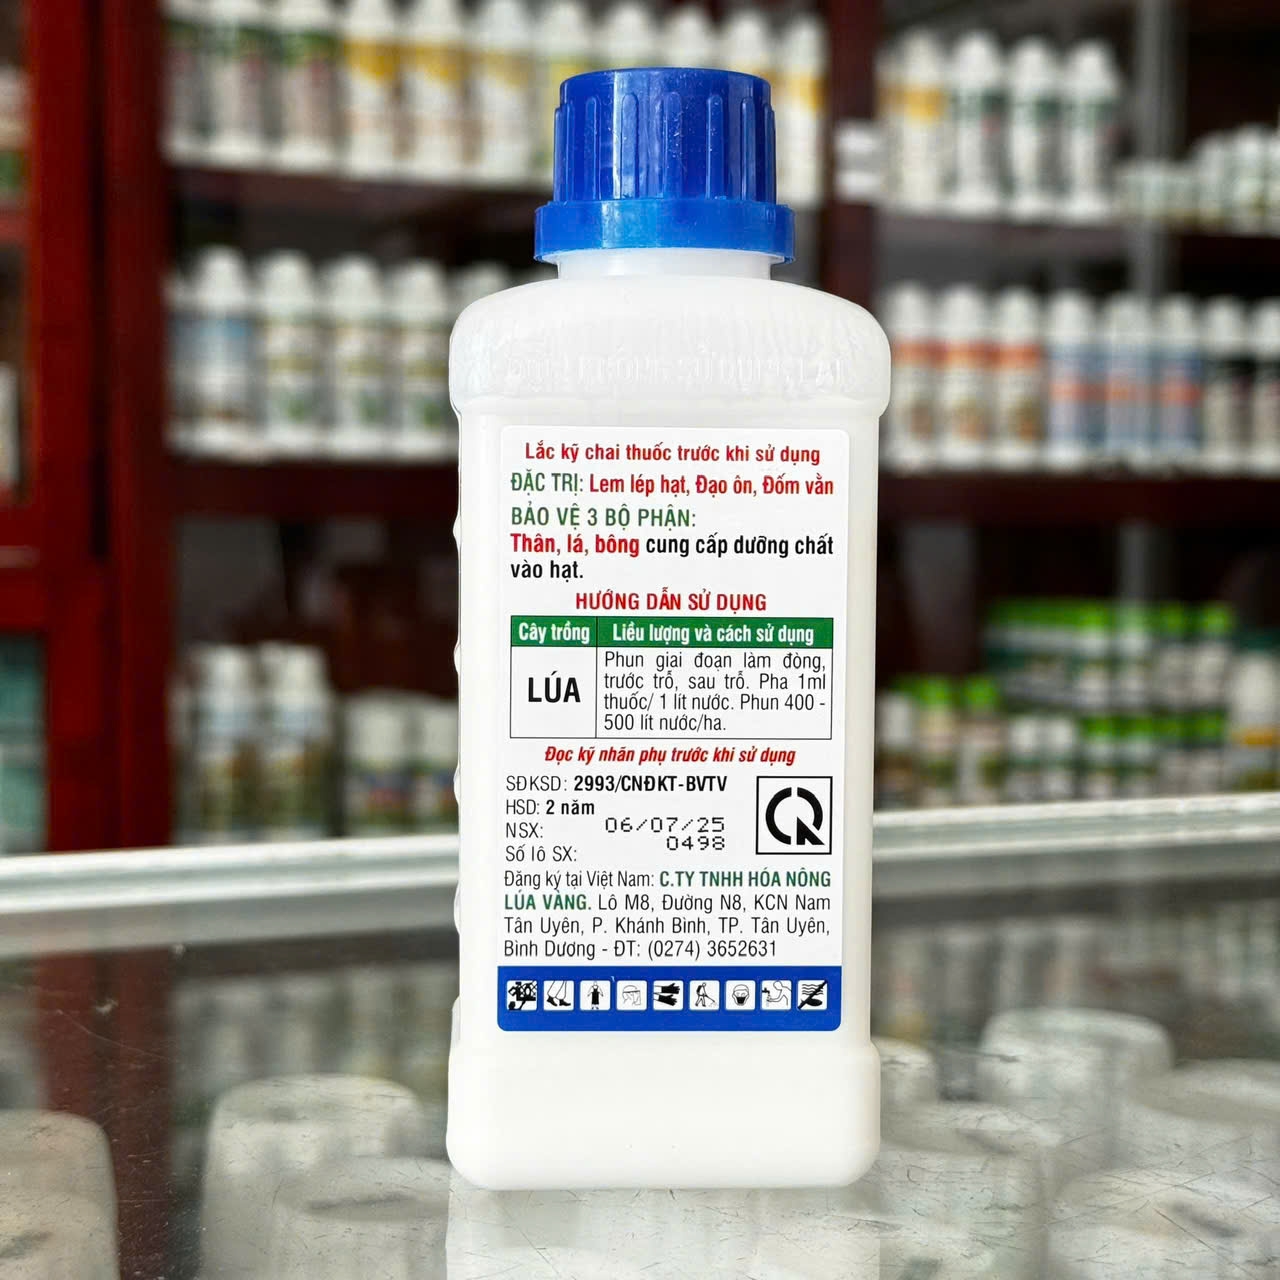 Lắc kỹ chai thuốc trước khi sử dụng
ĐẶC TRỊ: Lem lép hạt, Đạo ôn, Đốm vằn
BẢO VỆ 3 BỘ PHẬN:
Thân, lá, bông cung cấp dưỡng chất
vào hạt.
HƯỚNG DẪN SỬ DỤNG
Cây trồng Liều lượng và cách sử dụng
LÚA
Phun giai đoạn làm đòng,
trước trỗ, sau trỗ. Pha 1ml
thuốc/ 1 lít nước. Phun 400 -
500 lít nước/ha.
Đọc kỹ nhãn phụ trước khi sử dụng
SĐKSD: 2993/CNĐKT-BVTV
HSD: 2 năm
NSX: 06/07/25
Số lô SX: 0498
Đăng ký tại Việt Nam: C.TY TNHH HÓA NÔNG
LÚA VÀNG. Lô M8, Đường N8, KCN Nam
Tân Uyên, P. Khánh Bình, TP. Tân Uyên,
Bình Dương - ĐT: (0274) 3652631